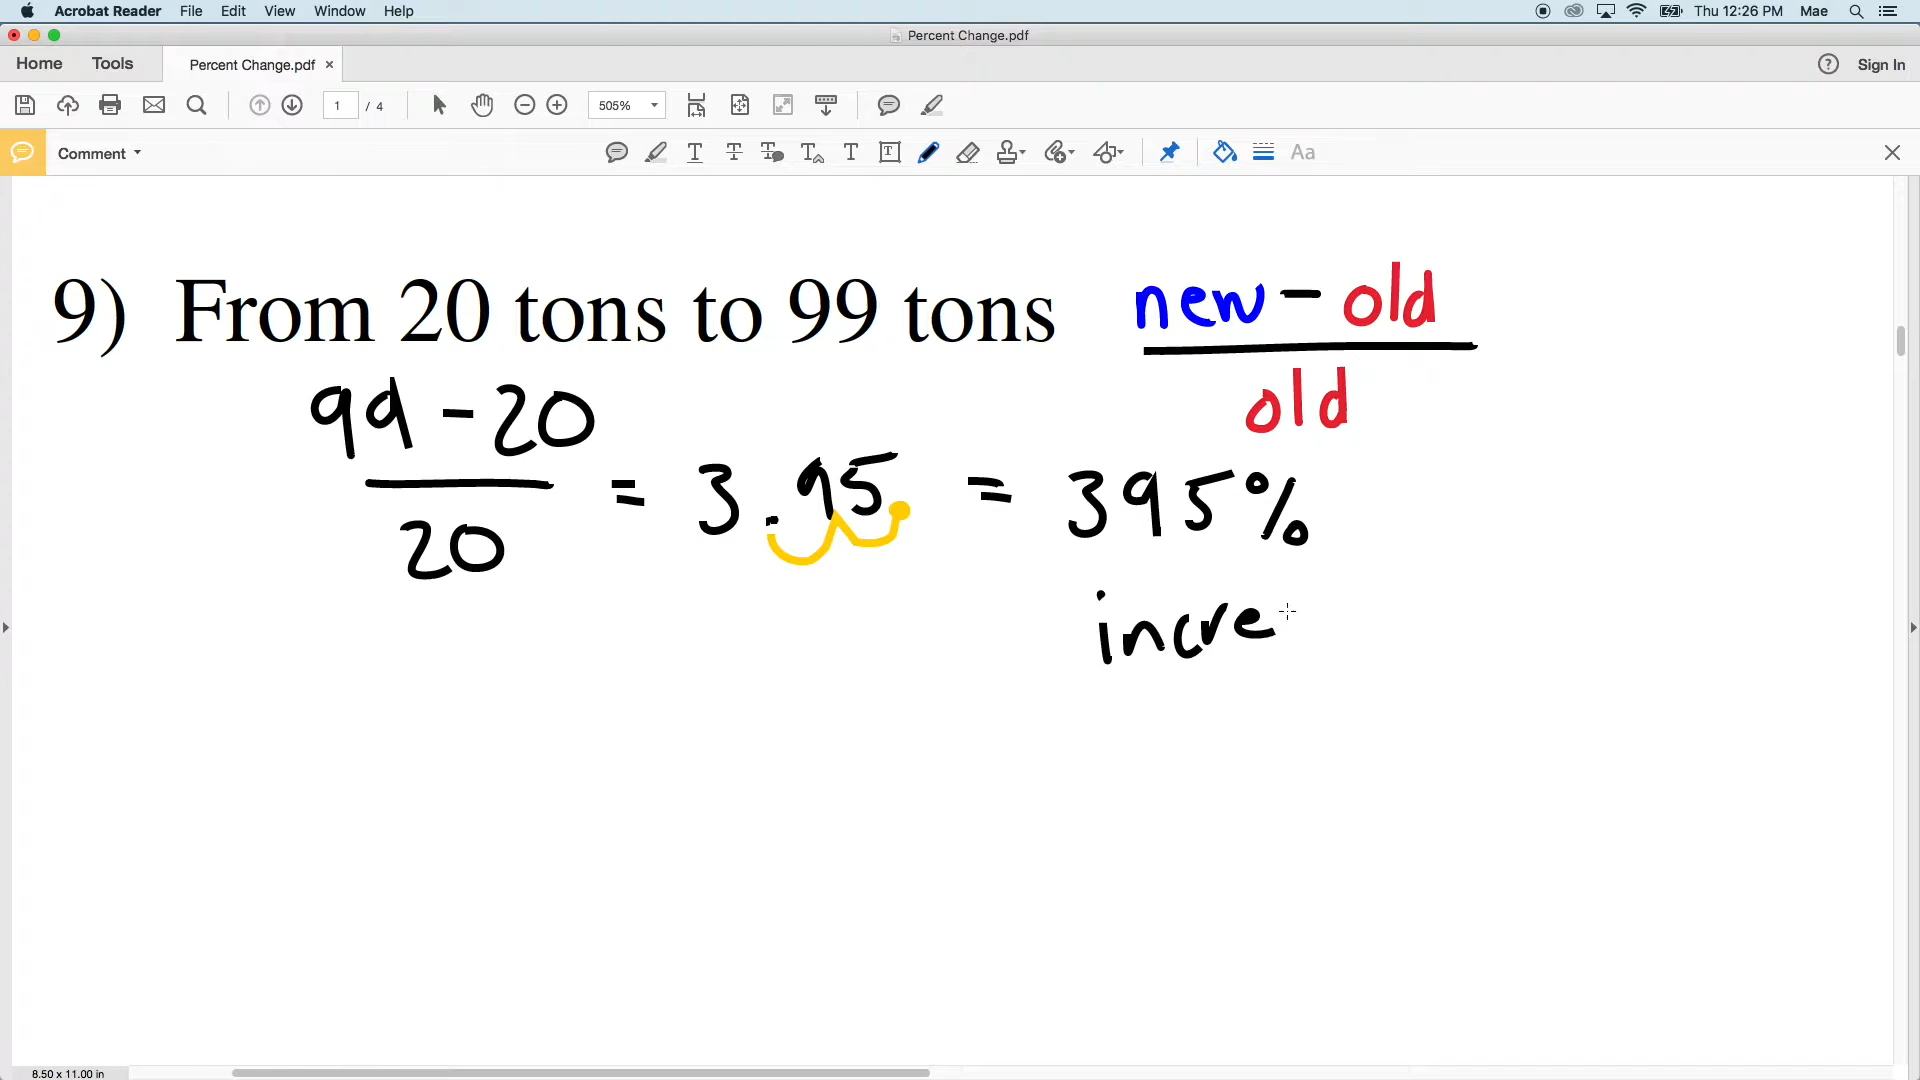 Acrobat Reader File Edit View Window Help Thu 12:26 PM Mae
Percent Change.pdf
Home Tools Percent Change.pdf × ? Sign In
1 / 4 505%
Comment T T T T T T Aa
9) From 20 tons to 99 tons
new - old
old
99 - 20
20
= 3.95 = 395%
incre
8.50 x 11.00 in